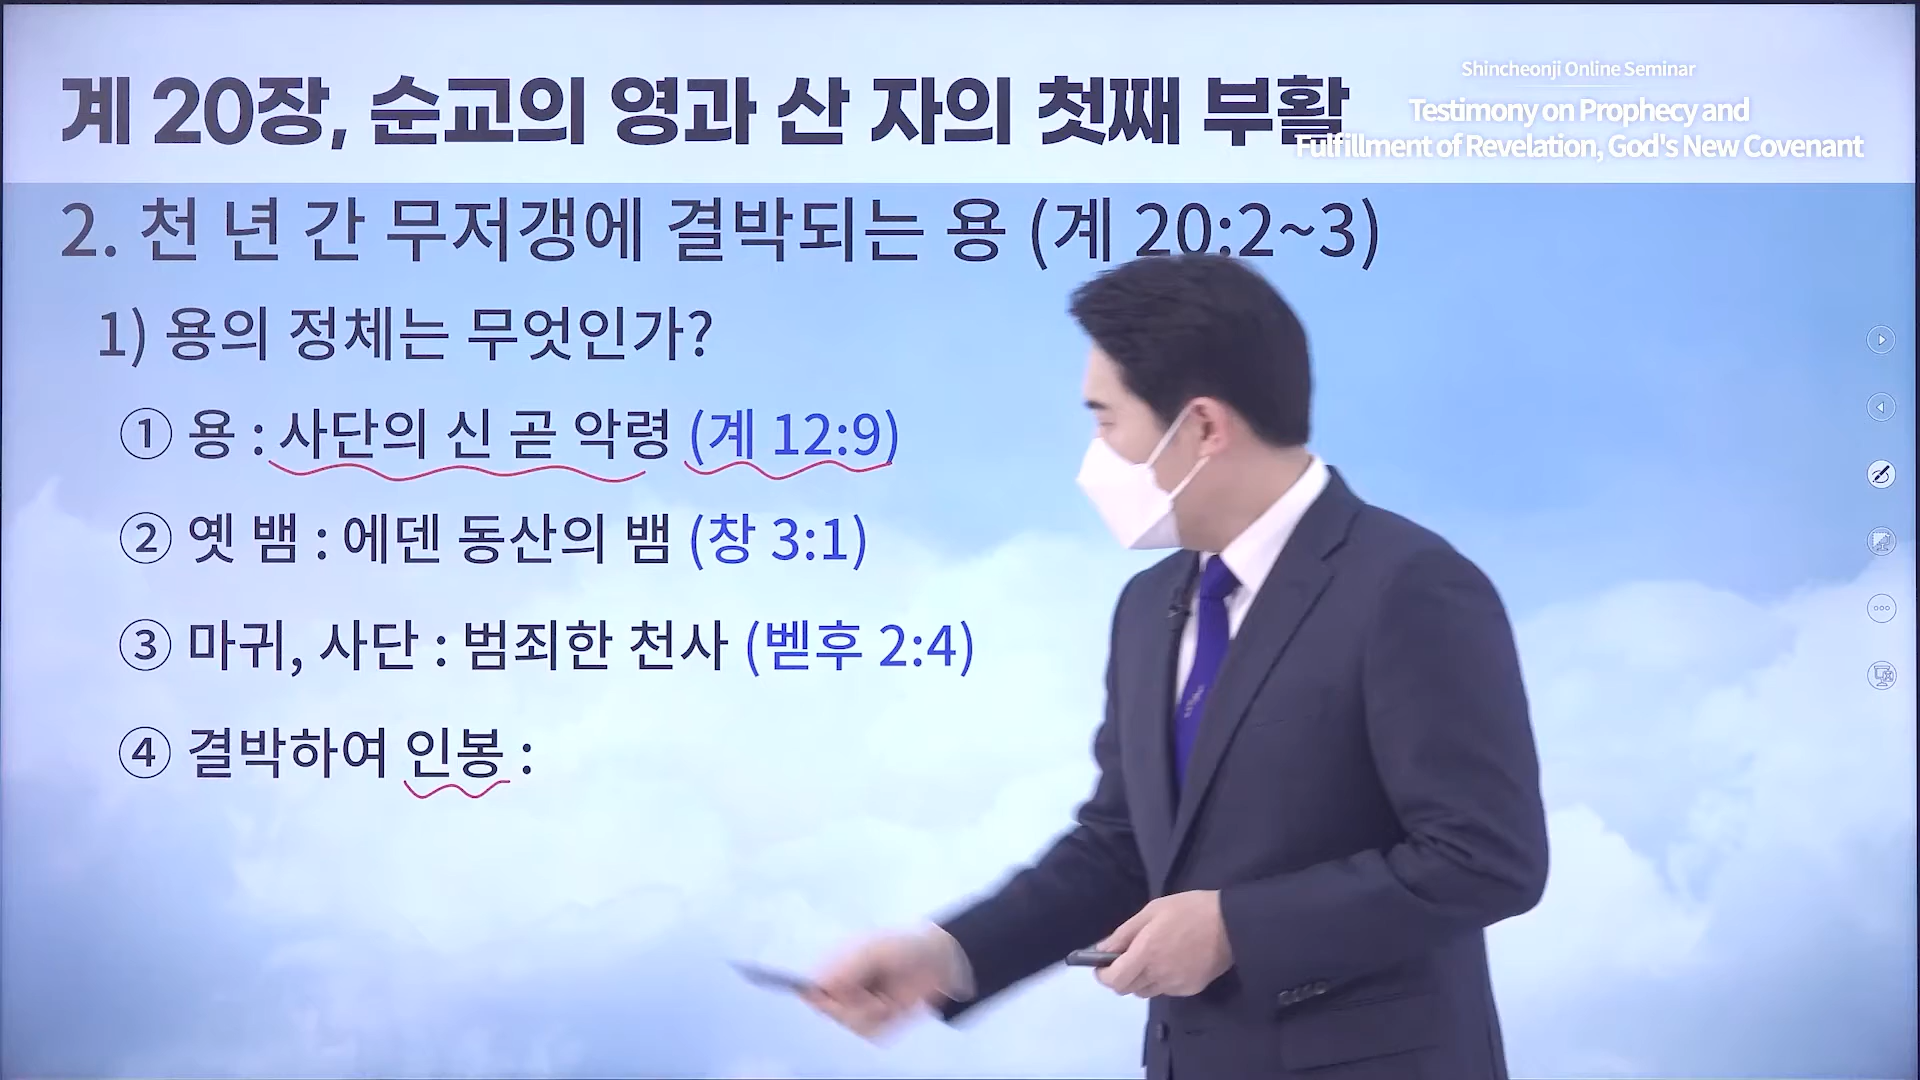 계 20장, 순교의 영과 산 자의 첫째 부활
Shincheonji Online Seminar
Testimony on Prophecy and
Fulfillment of Revelation, God's New Covenant
2. 천 년 간 무저갱에 결박되는 용 (계 20:2~3)
1) 용의 정체는 무엇인가?
① 용 : 사단의 신 곧 악령 (계 12:9)
② 옛 뱀 : 에덴 동산의 뱀 (창 3:1)
③ 마귀, 사단 : 범죄한 천사 (벧후 2:4)
④ 결박하여 인봉 :